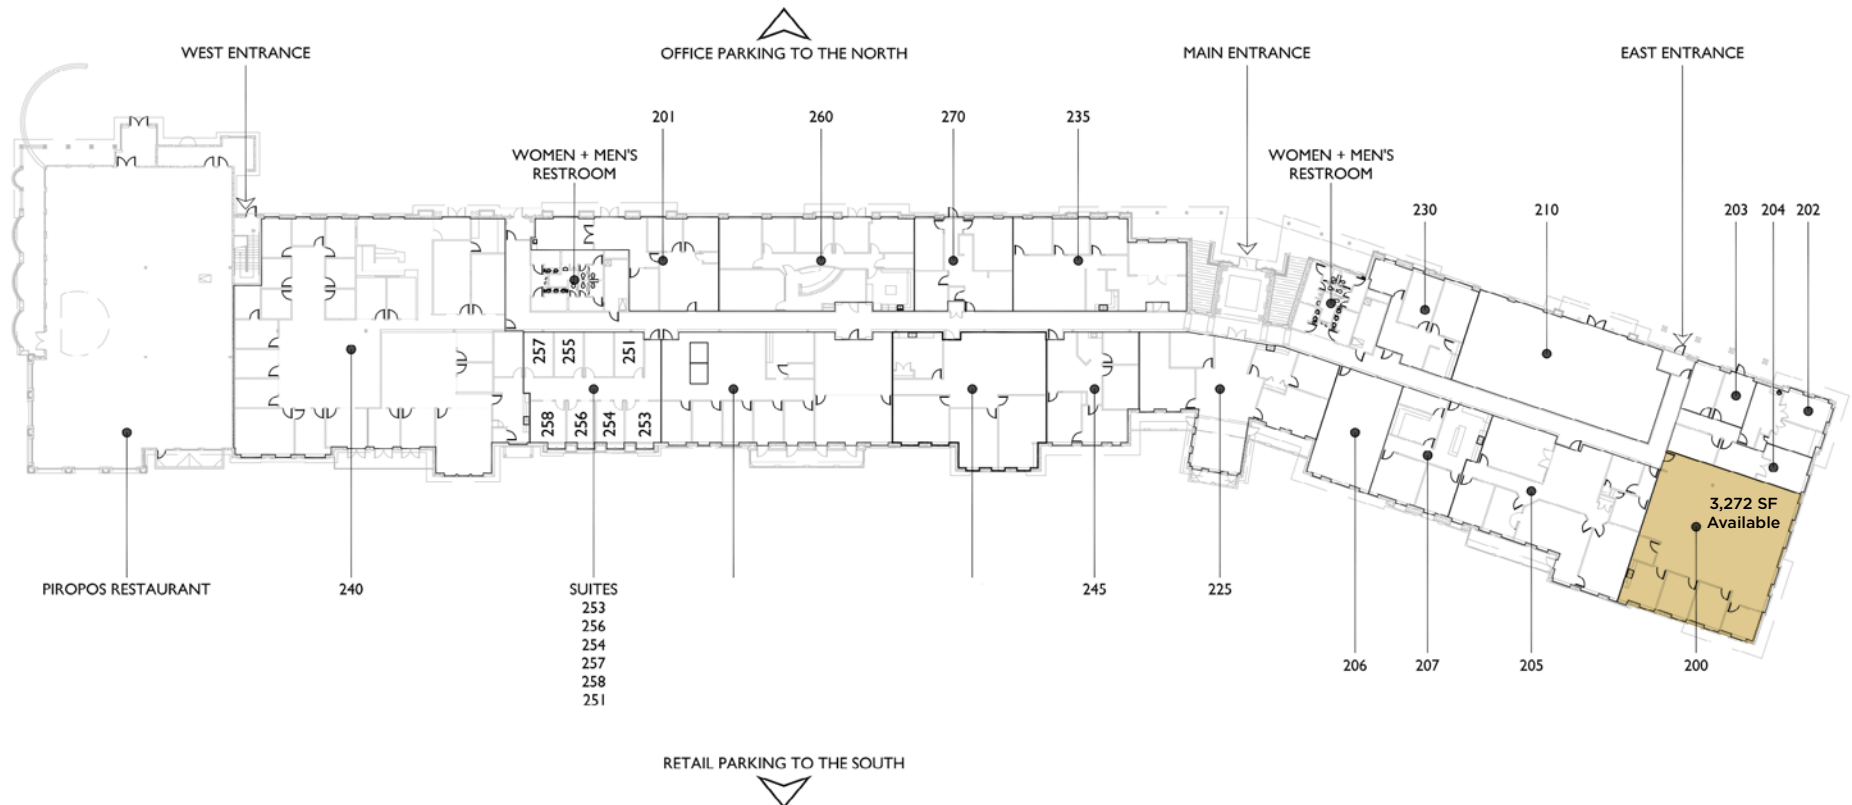 WEST ENTRANCE
OFFICE PARKING TO THE NORTH
MAIN ENTRANCE
EAST ENTRANCE
201
260
270
235
WOMEN + MEN'S
RESTROOM
WOMEN + MEN'S
RESTROOM
230
210
203
204
202
257
255
251
258
256
254
253
3,272 SF
Available
PIROPOS RESTAURANT
240
SUITES
253
256
254
257
258
251
245
225
206
207
205
200
RETAIL PARKING TO THE SOUTH